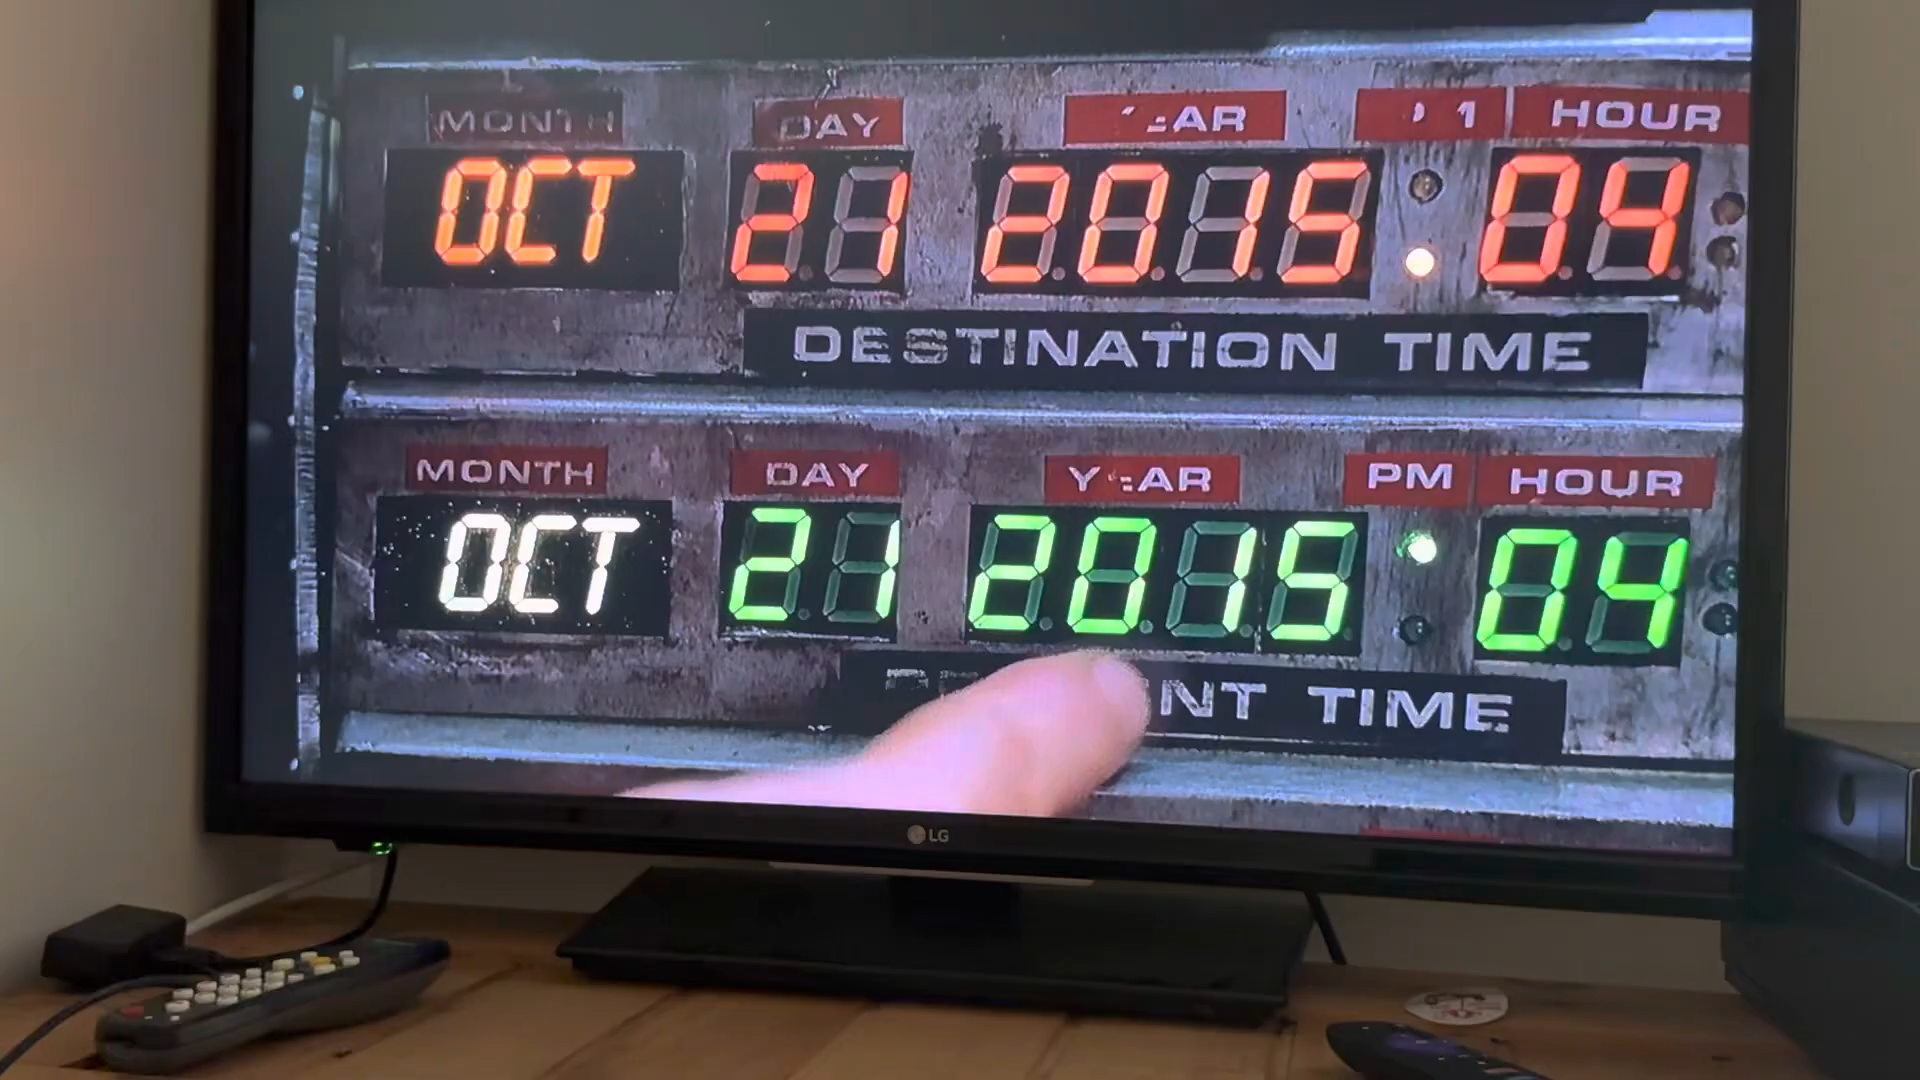 MONTH DAY HOUR
OCT 21 2015 04
DESTINATION TIME
MONTH DAY YEAR PM HOUR
OCT 21 2015 04
NT TIME
LG